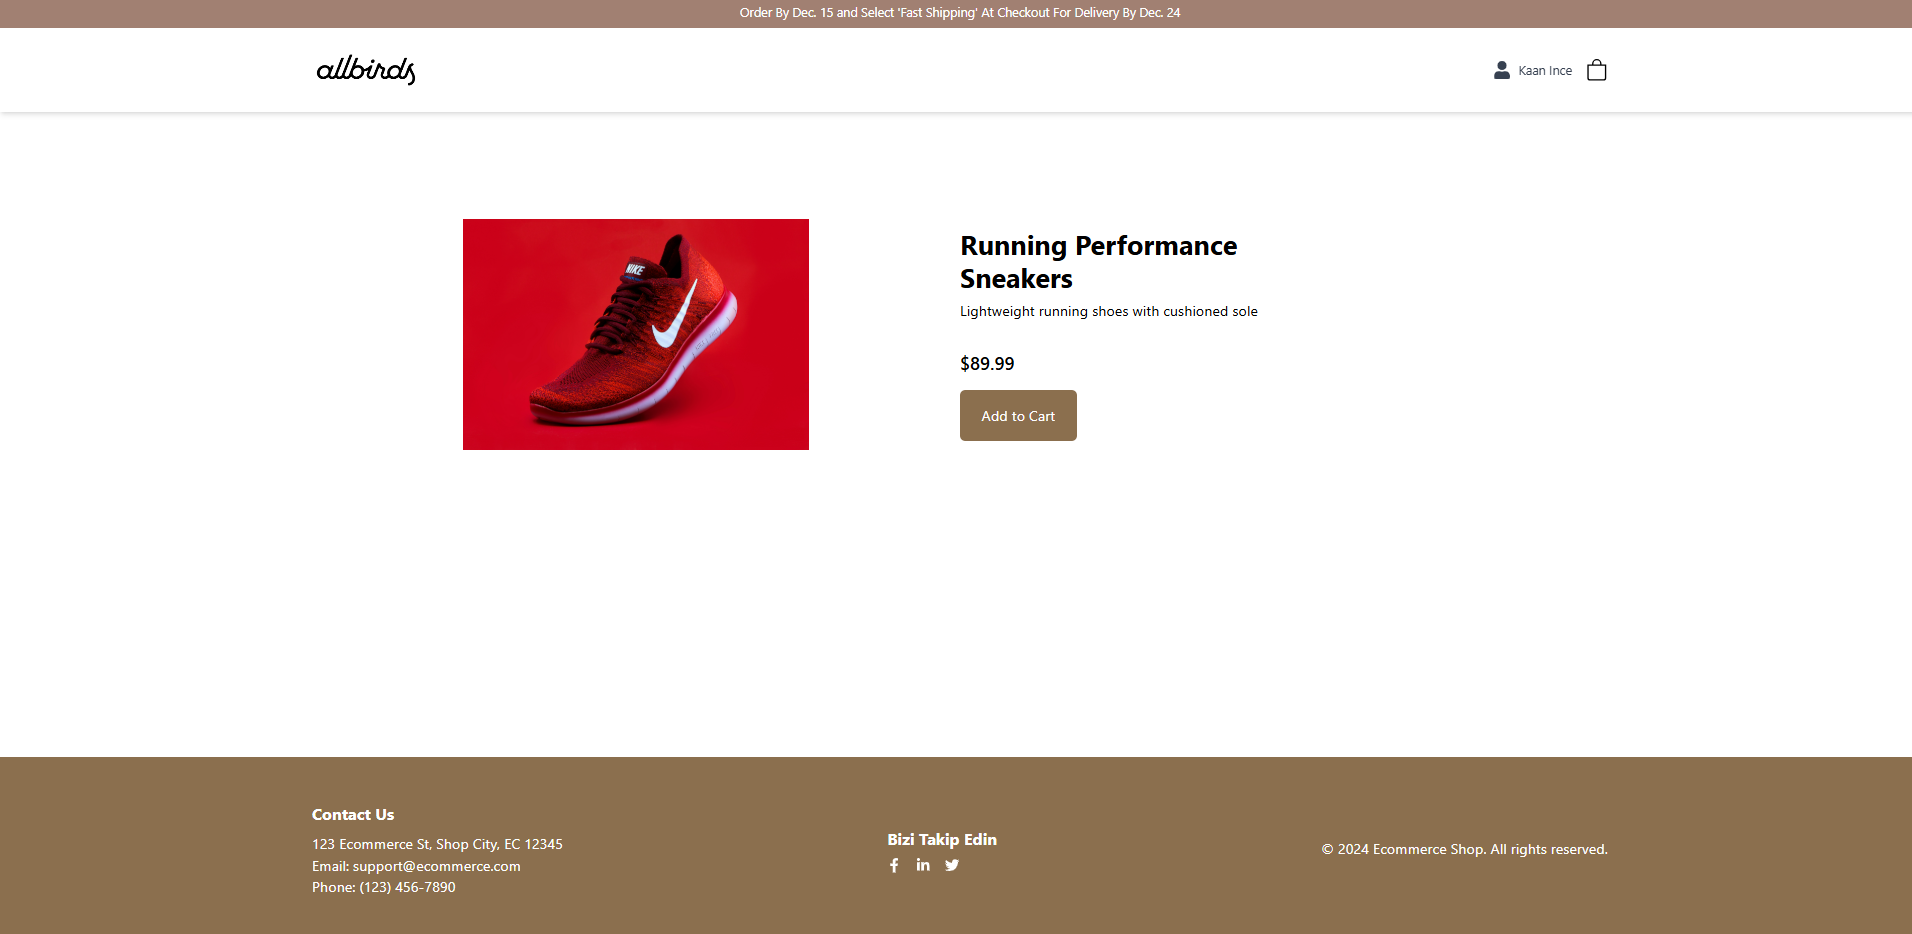 Order By Dec. 15 and Select 'Fast Shipping' At Checkout For Delivery By Dec. 24
allbirds
Kaan Ince
NIKE
Running Performance
Sneakers
Lightweight running shoes with cushioned sole
$89.99
Add to Cart
Contact Us
123 Ecommerce St, Shop City, EC 12345
Email: support@ecommerce.com
Phone: (123) 456-7890
Bizi Takip Edin
© 2024 Ecommerce Shop. All rights reserved.